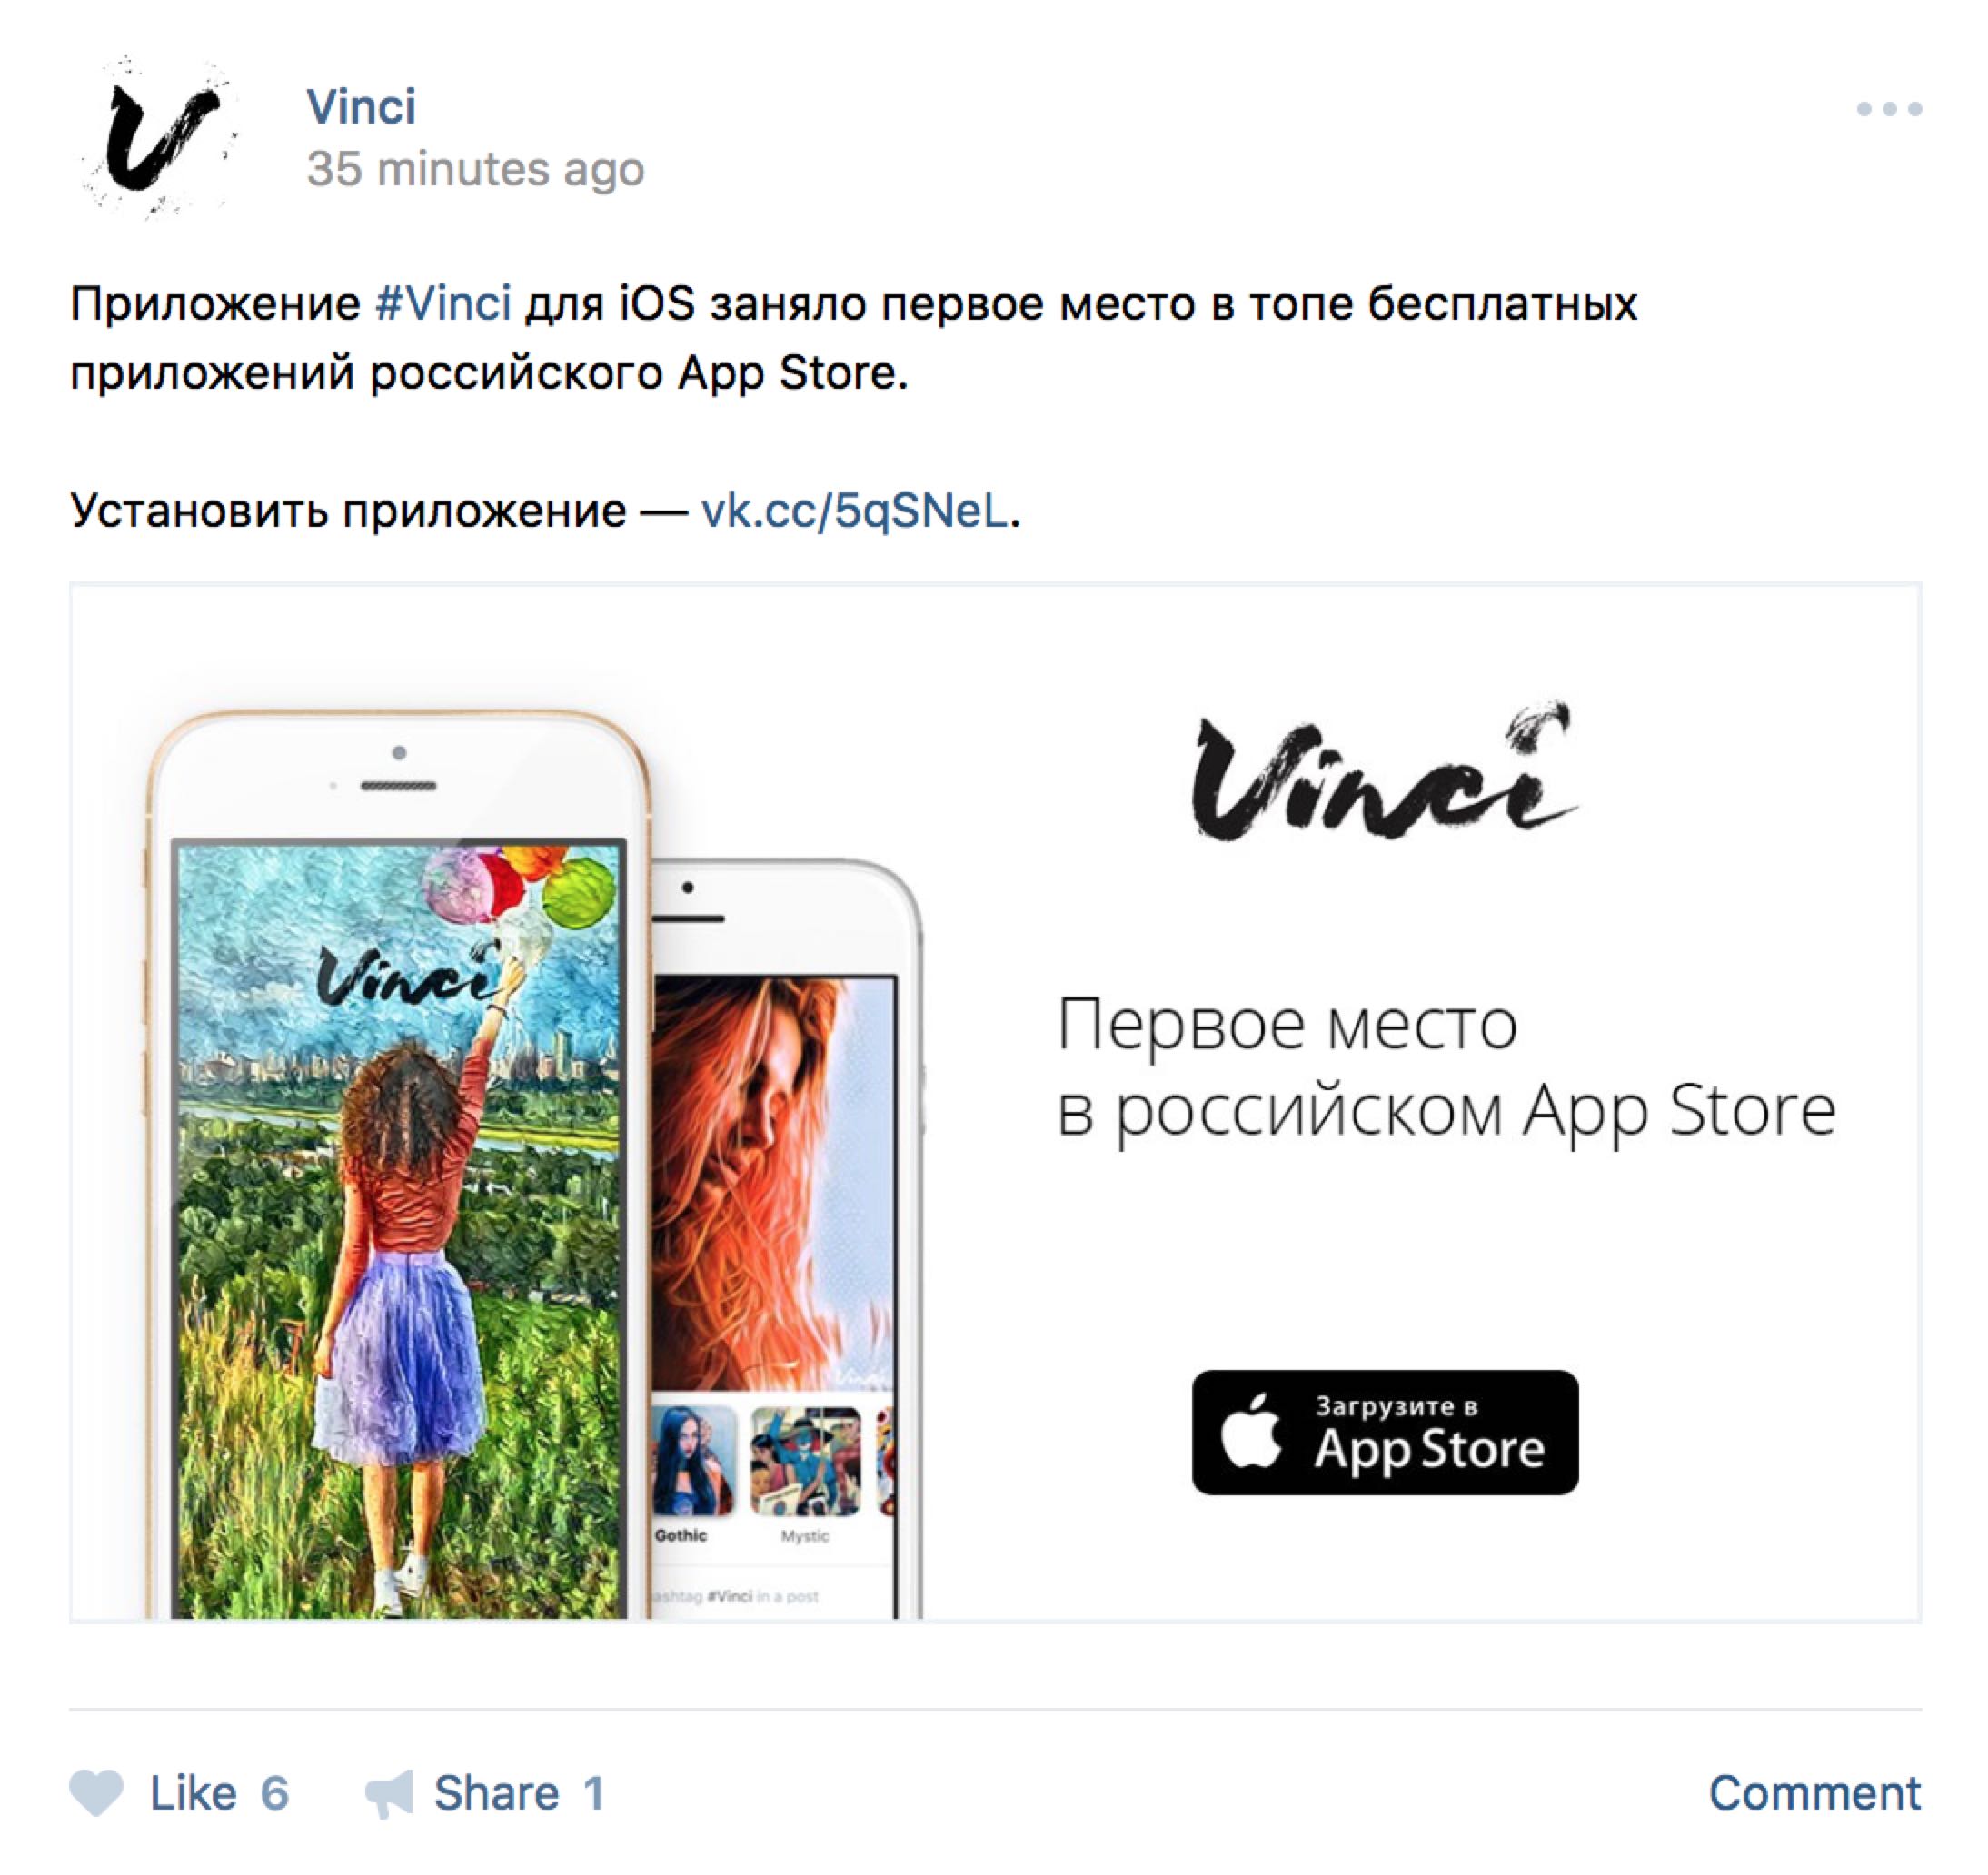 Vinci
35 minutes ago
Приложение #Vinci для iOS заняло первое место в топе бесплатных
приложений российского App Store.
Установить приложение — vk.cc/5qSNeL.
Vinci
Vinci
Первое место
в российском App Store
Загрузите в
App Store
Gothic Mystic
ashtag #Vinci in a post
Like 6 Share 1 Comment